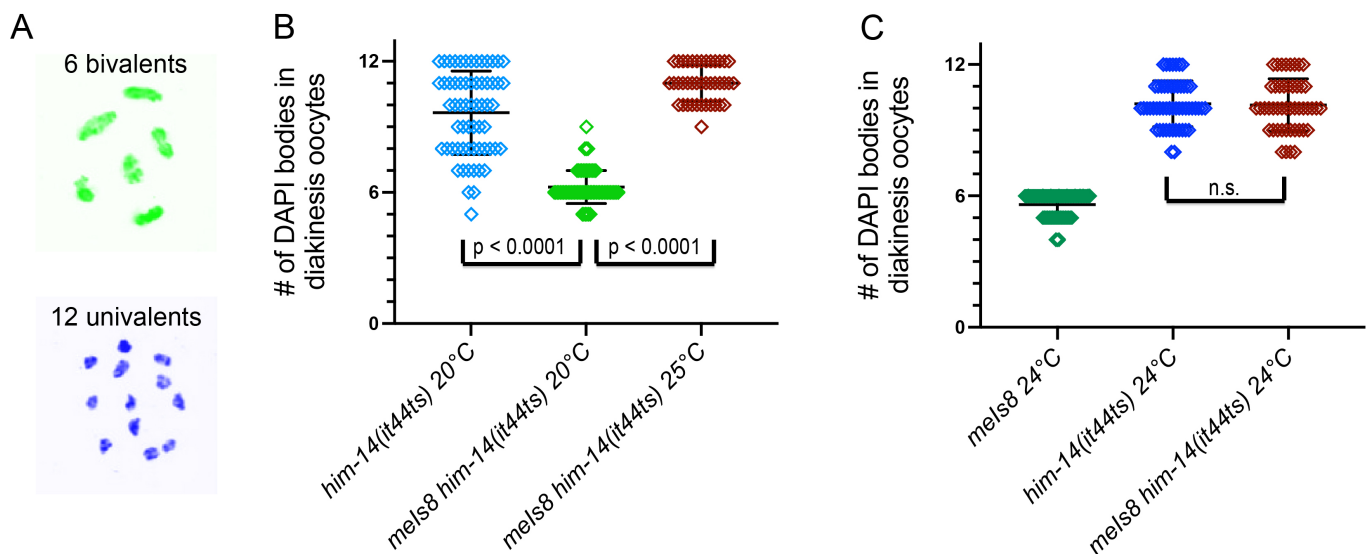 A
6 bivalents
12 univalents
B
# of DAPI bodies in
diakinesis oocytes
12
6
0
p < 0.0001
p < 0.0001
him-14(it44ts) 20°C
meIs8 him-14(it44ts) 20°C
meIs8 him-14(it44ts) 25°C
C
# of DAPI bodies in
diakinesis oocytes
12
6
0
n.s.
meIs8 24°C
him-14(it44ts) 24°C
meIs8 him-14(it44ts) 24°C